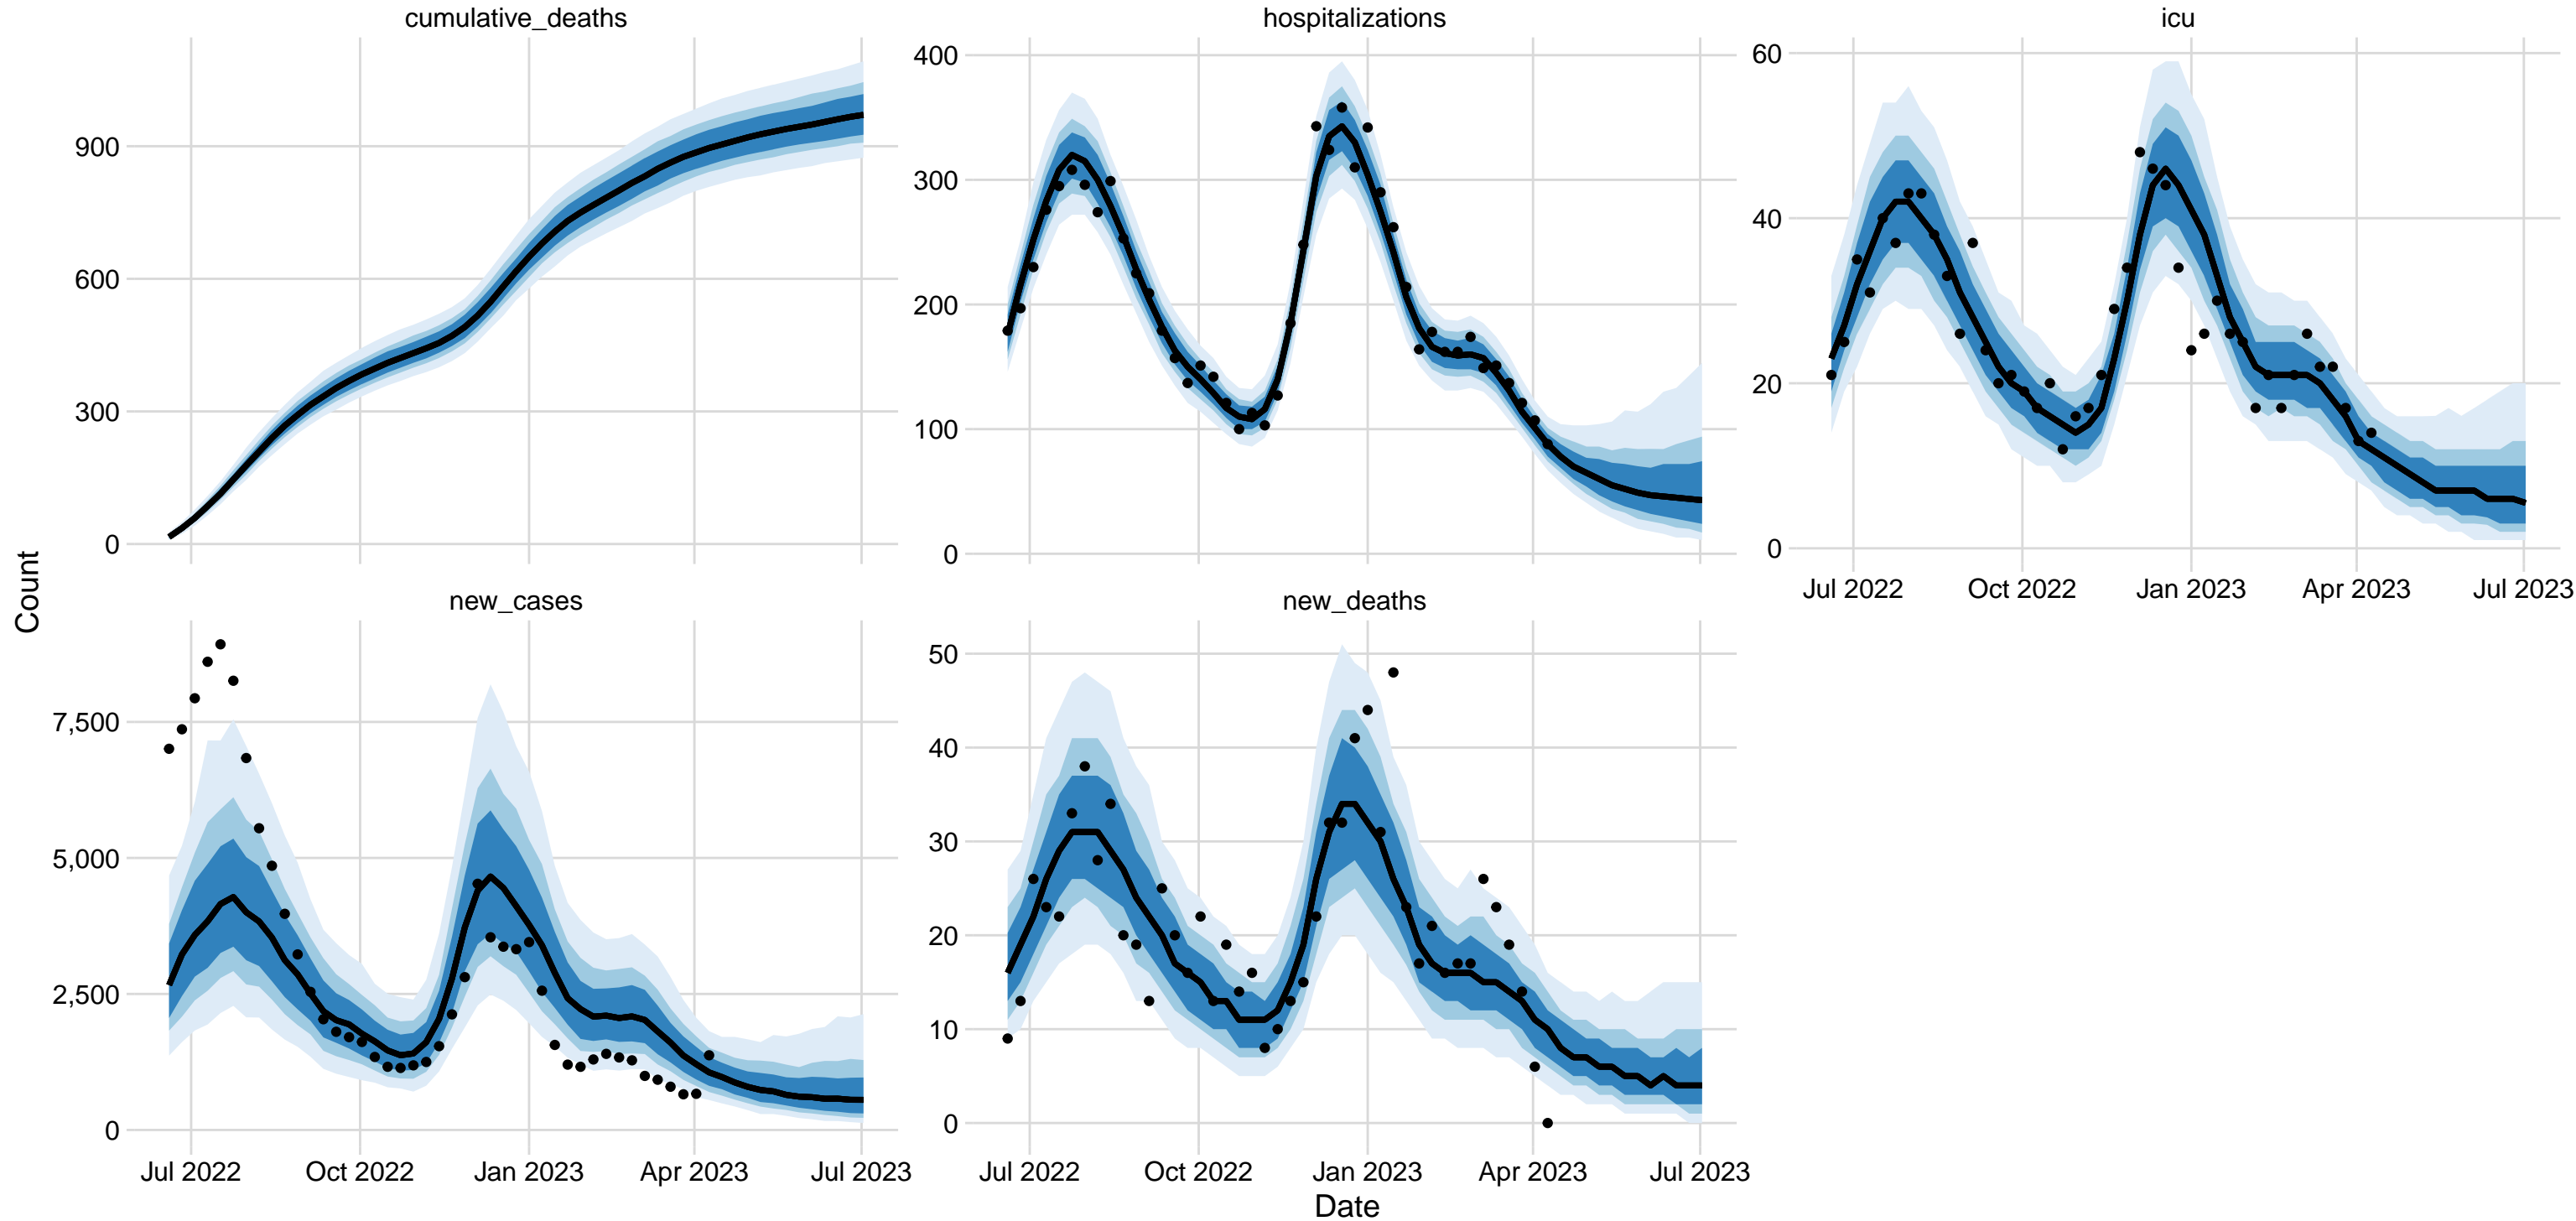 cumulative_deaths
hospitalizations
icu
900
600
300
0
400
300
200
100
0
60
40
20
0
Jul 2022 Oct 2022 Jan 2023 Apr 2023 Jul 2023
Count
new_cases
new_deaths
7,500
5,000
2,500
0
50
40
30
20
10
0
Jul 2022 Oct 2022 Jan 2023 Apr 2023 Jul 2023
Jul 2022 Oct 2022 Jan 2023 Apr 2023 Jul 2023
Date